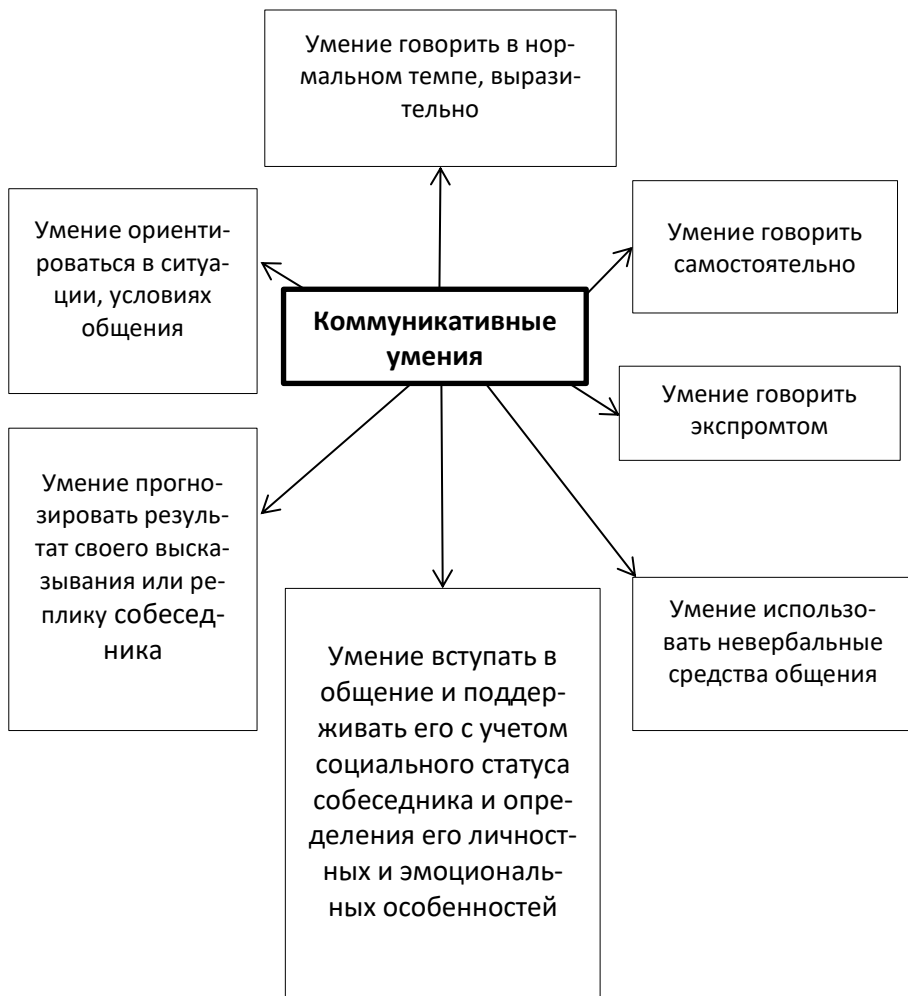 Умение говорить в нор-
мальном темпе, вырази-
тельно
Умение ориенти-
роваться в ситуа-
ции, условиях
общения
Умение говорить
самостоятельно
Коммуникативные
умения
Умение говорить
экспромтом
Умение прогно-
зировать резуль-
тат своего выска-
зывания или ре-
плику собесед-
ника
Умение использо-
вать невербальные
средства общения
Умение вступать в
общение и поддер-
живать его с учетом
социального статуса
собеседника и опре-
деления его личност-
ных и эмоциональ-
ных особенностей